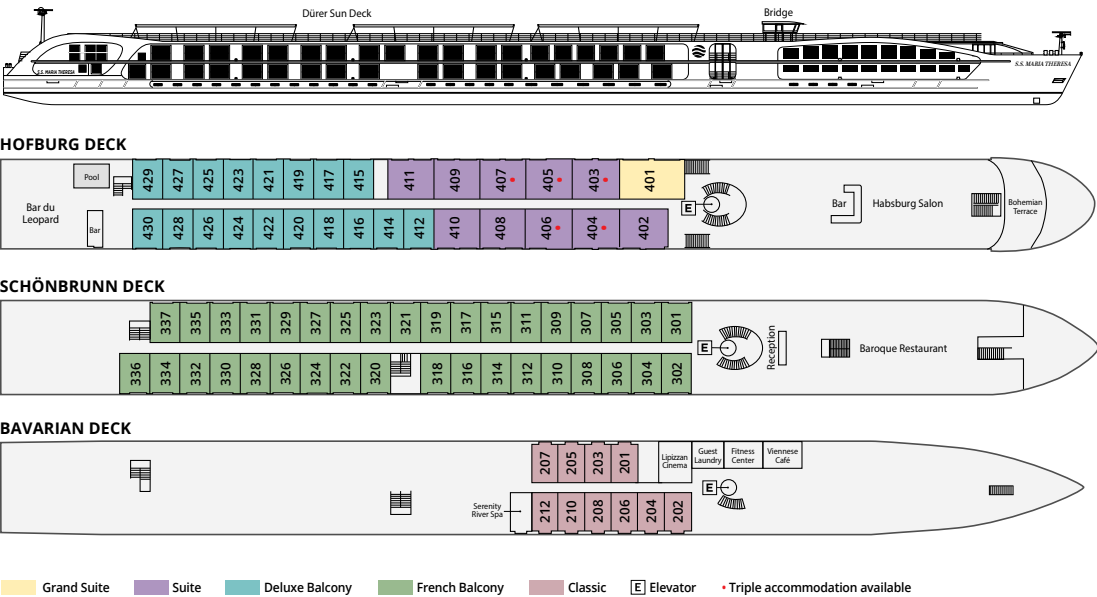 Dürer Sun Deck
Bridge
S.S. MARIA THERESA
S.S. MARIA THERESA
HOFBURG DECK
Pool
Bar du
Leopard
Bar
429 427 425 423 421 419 417 415 411 409 407 405 403 401
430 428 426 424 422 420 418 416 414 412 410 408 406 404 402
E
Bar
Habsburg Salon
Bohemian
Terrace
SCHÖNBRUNN DECK
337 335 333 331 329 327 325 323 321 319 317 315 311 309 307 305 303 301
336 334 332 330 328 326 324 322 320 318 316 314 312 310 308 306 304 302
E
Reception
Baroque Restaurant
BAVARIAN DECK
207 205 203 201
Lipizzan
Cinema
Guest
Laundry
Fitness
Center
Viennese
Café
Serenity
River Spa
212 210 208 206 204 202
E
Grand Suite Suite Deluxe Balcony French Balcony Classic E Elevator • Triple accommodation available